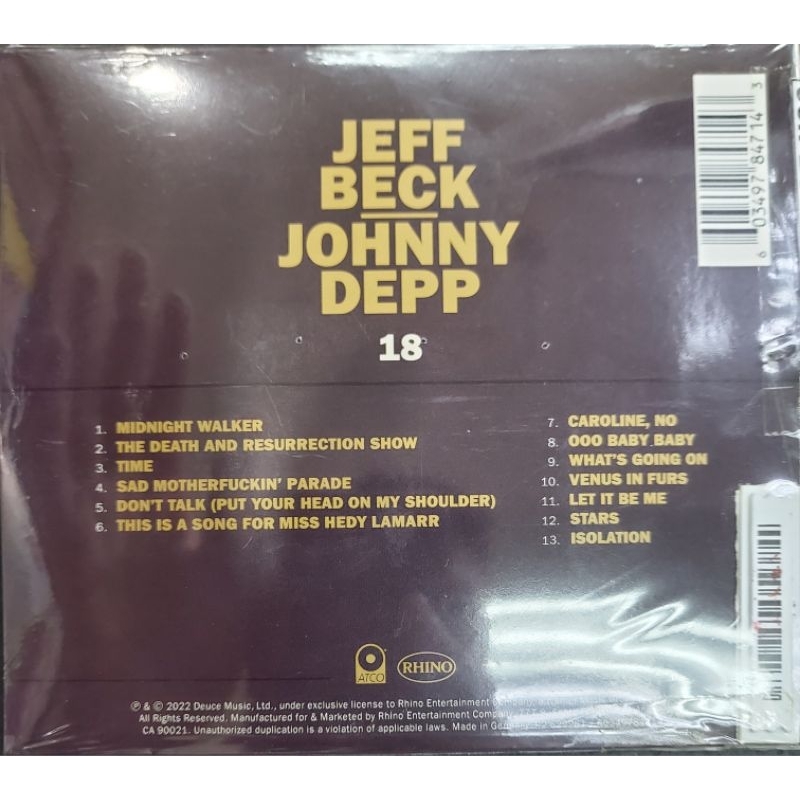 JEFF
BECK
JOHNNY
DEPP
18
1. MIDNIGHT WALKER
2. THE DEATH AND RESURRECTION SHOW
3. TIME
4. SAD MOTHERFUCKIN' PARADE
5. DON'T TALK (PUT YOUR HEAD ON MY SHOULDER)
6. THIS IS A SONG FOR MISS HEDY LAMARR
7. CAROLINE, NO
8. OOO BABY BABY
9. WHAT'S GOING ON
10. VENUS IN FURS
11. LET IT BE ME
12. STARS
13. ISOLATION
6 03497 84714 3
ATCO
RHINO
℗ & © 2022 Deuce Music, Ltd., under exclusive license to Rhino Entertainment
All Rights Reserved. Manufactured for & Marketed by Rhino Entertainment
CA 90021. Unauthorized duplication is a violation of applicable laws. Made in